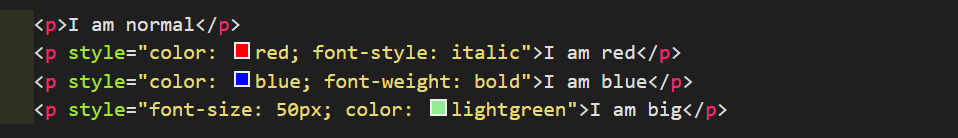 <p>I am normal</p>
<p style="color: red; font-style: italic">I am red</p>
<p style="color: blue; font-weight: bold">I am blue</p>
<p style="font-size: 50px; color: lightgreen">I am big</p>